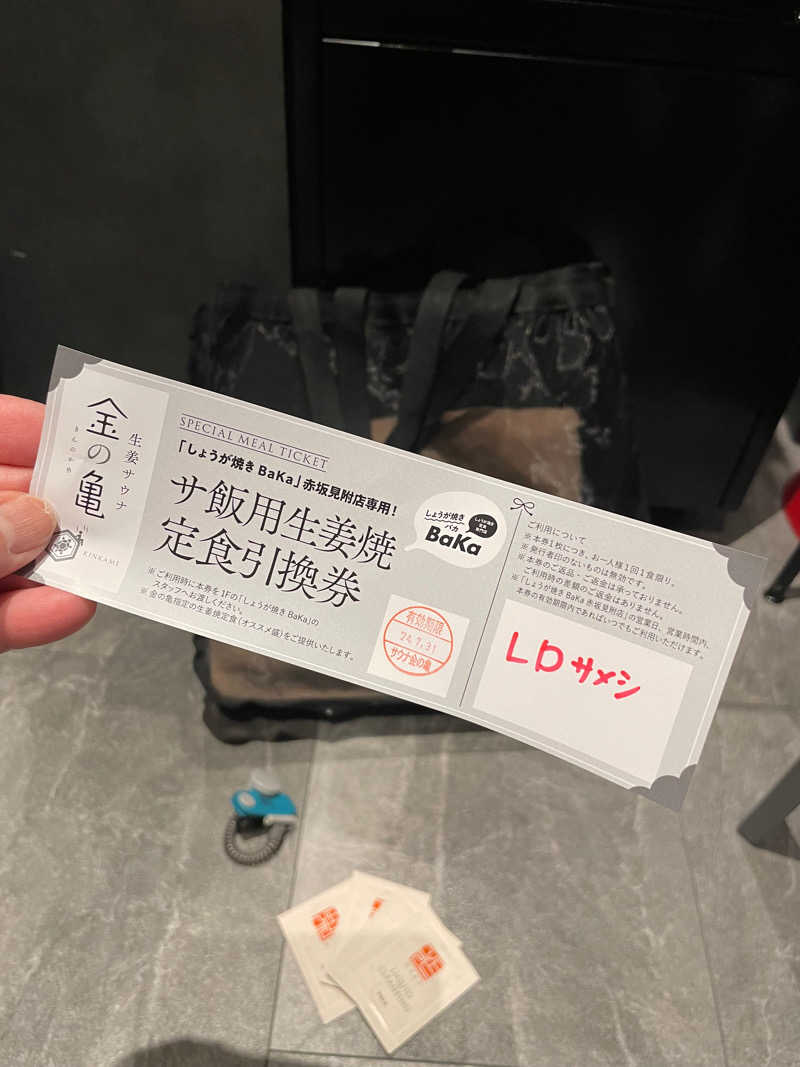 生姜サウナ
金の亀
きんのかめ
KINKAME
SPECIAL MEAL TICKET
「しょうが焼き BaKa」赤坂見附店専用！
サ飯用生姜焼
定食引換券
※ご利用時に本券を1Fの「しょうが焼き BaKa」の
スタッフへお渡しください。
※金の亀指定の生姜焼定食（オススメ盛）をご提供いたします。
しょうが焼き
バカ
BaKa
有効期限
'24.7.31
サウナ金の亀
ご利用について
※本券1枚につき、お一人様1回1食限り。
※発行者印のないものは無効です。
※本券のご返品・ご返金は承っておりません。
ご利用時の差額のご返金はありません。
※「しょうが焼き BaKa 赤坂見附店」の営業日、営業時間内、
本券の有効期限内であればいつでもご利用いただけます。
LDサメシ